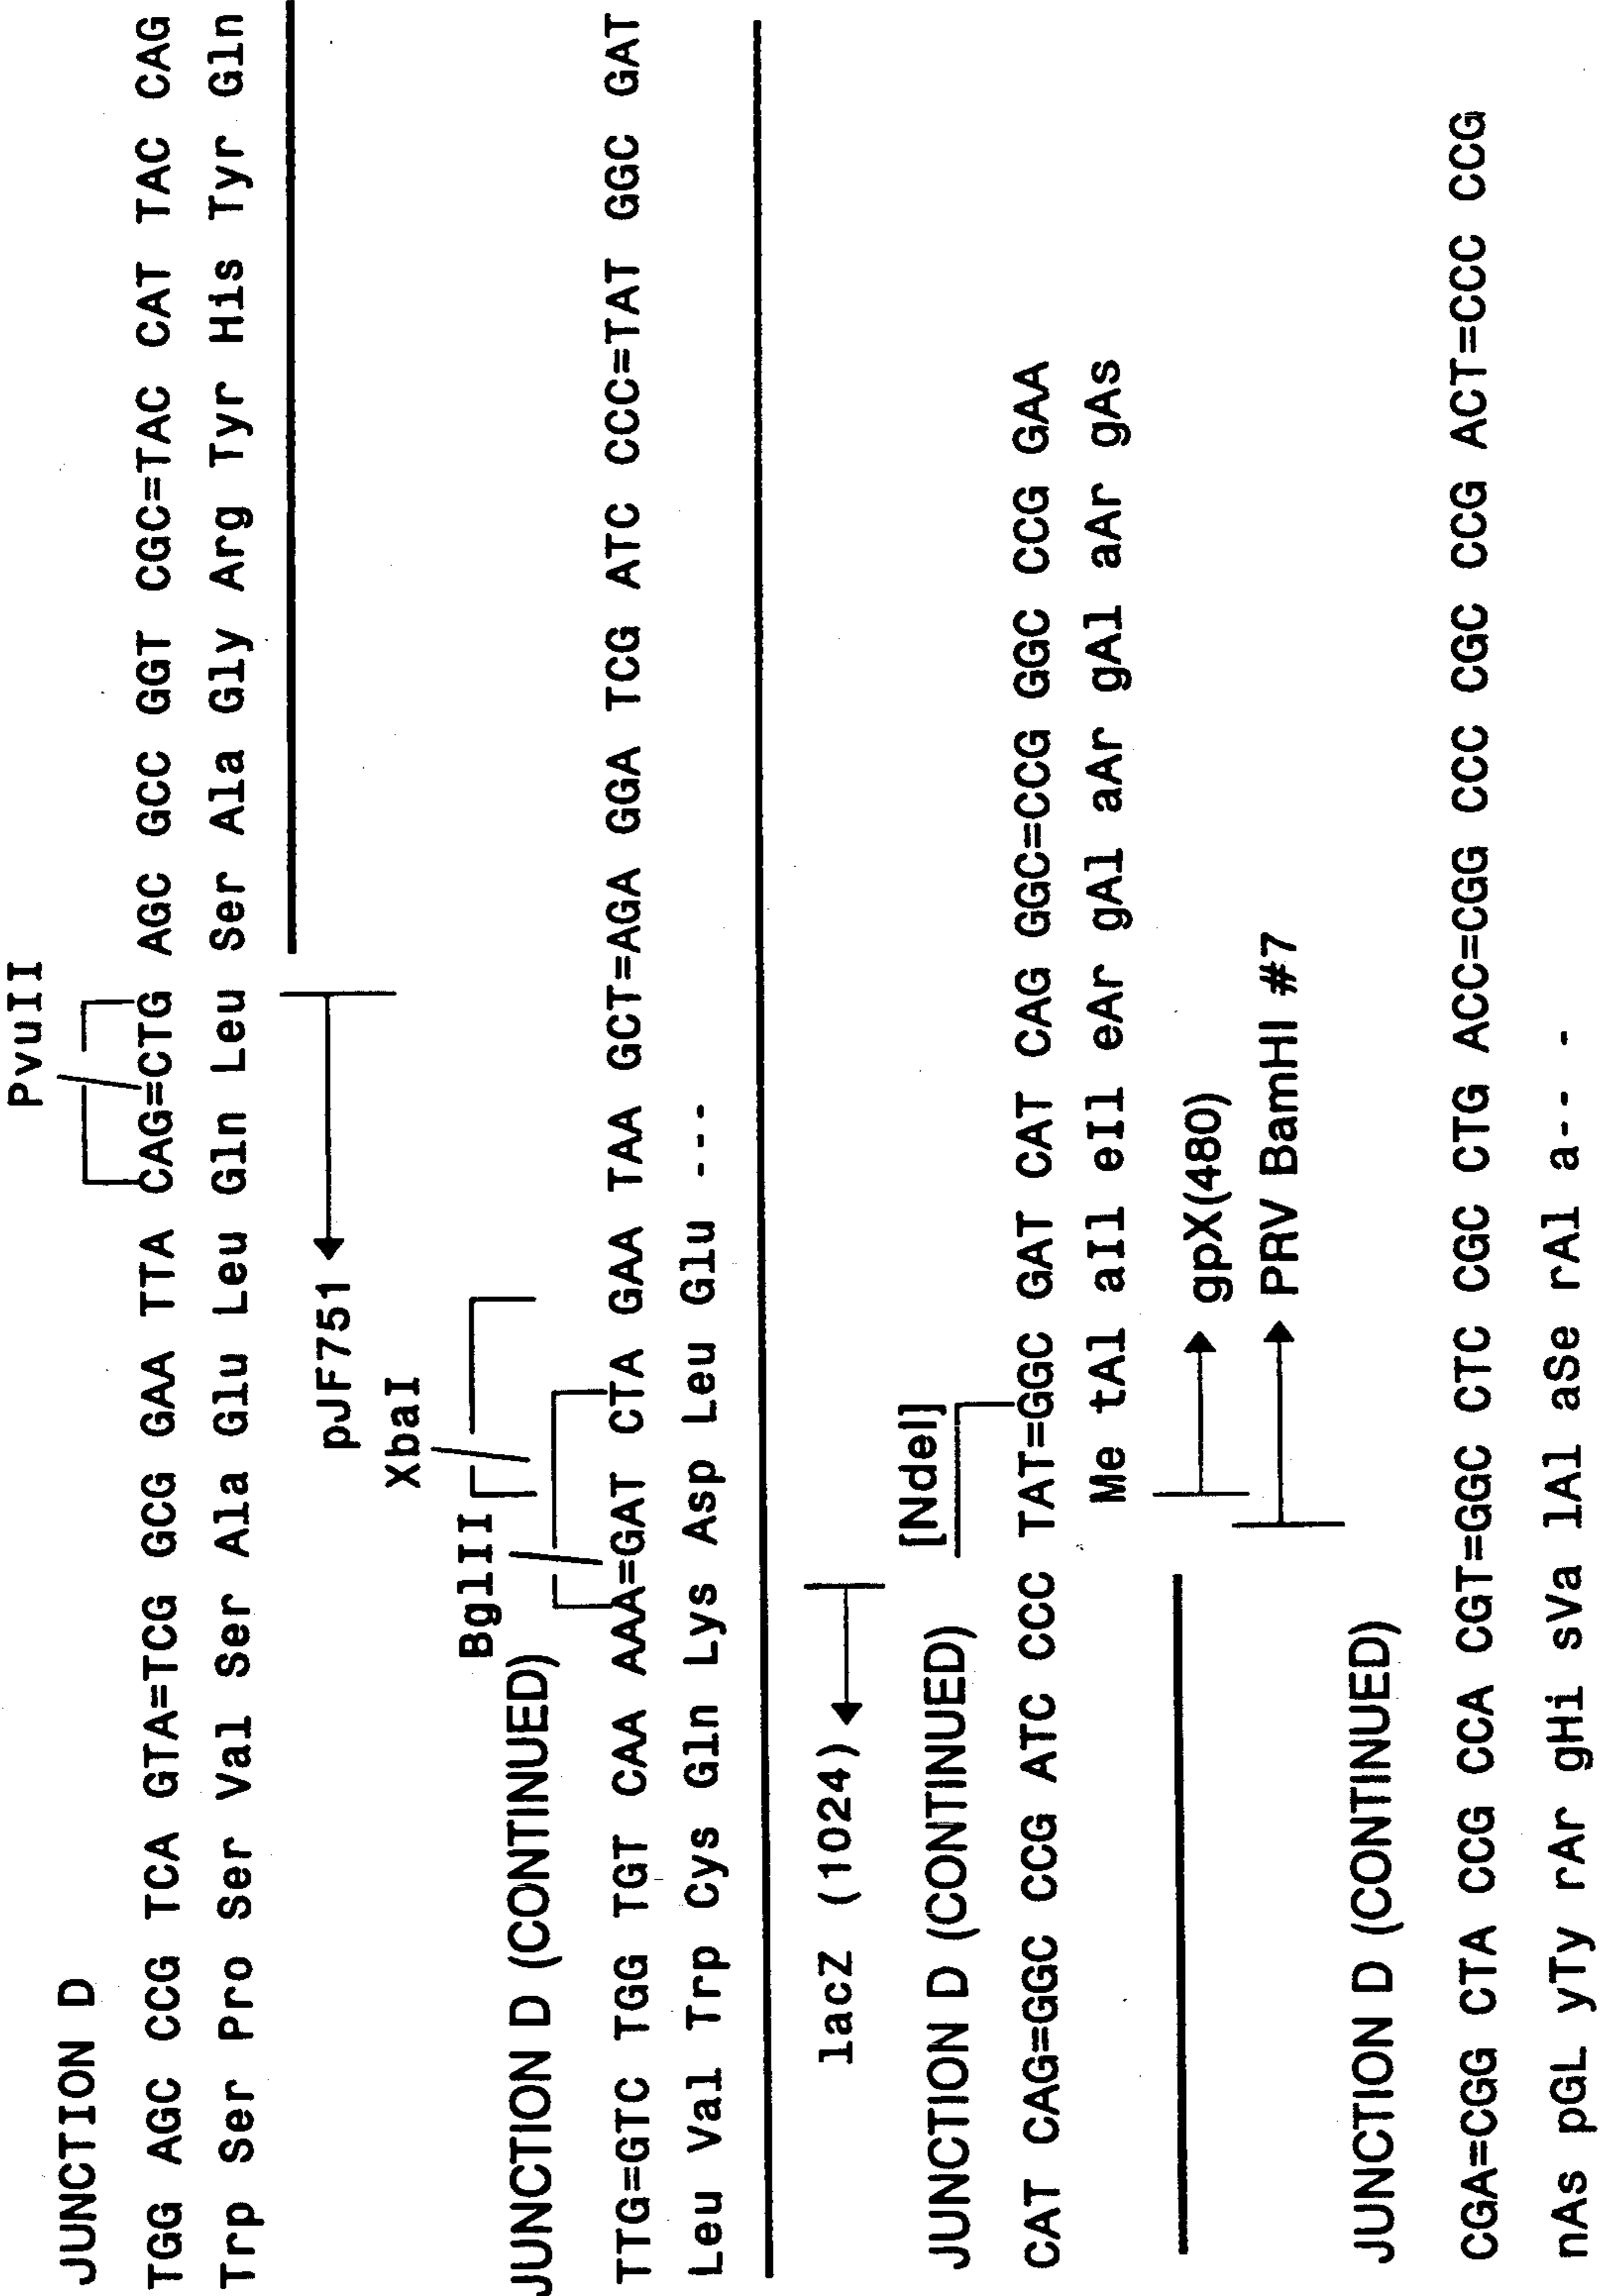 PvuII
JUNCTION D
TGG AGC CCG TCA GTA=TCG GCG GAA TTA CAG=CTG AGC GCC GGT CGC=TAC CAT TAC CAG
Trp Ser Pro Ser Val Ser Ala Glu Leu Gln Leu Ser Ala Gly Arg Tyr His Tyr Gln
pJF751
XbaI
BglII
JUNCTION D (CONTINUED)
TTG=GTC TGG TGT CAA AAA=GAT CTA GAA TAA GCT=AGA GGA TCG ATC CCC=TAT GGC GAT
Leu Val Trp Cys Gln Lys Asp Leu Glu ---
lacZ (1024)
[NdeI]
JUNCTION D (CONTINUED)
CAT CAG=GGC CCG ATC CCC TAT=GGC GAT CAT CAG GGC=CCG GGC CCG GAA
Me tAl aIl eIl eAr gAl aAr gAl aAr gAs
gpX(480)
PRV BamHI #7
JUNCTION D (CONTINUED)
CGA=CGG CTA CCG CCA CGT=GGC CTC CGC CTG ACC=CGG CCC CGC CCG ACT=CCC CCG
nAs pGL yTy rAr gHi sVa lAl aSe rAl a---